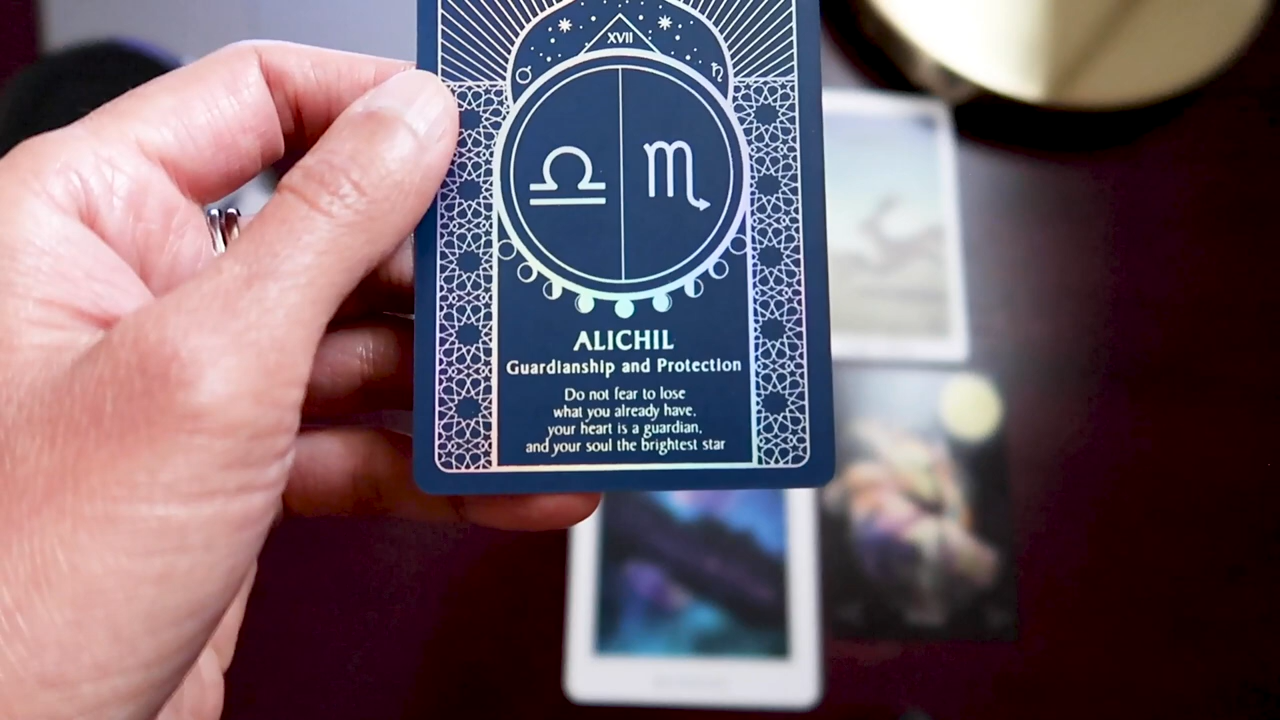 XVII
ALICHIL
Guardianship and Protection
Do not fear to lose
what you already have,
your heart is a guardian,
and your soul the brightest star